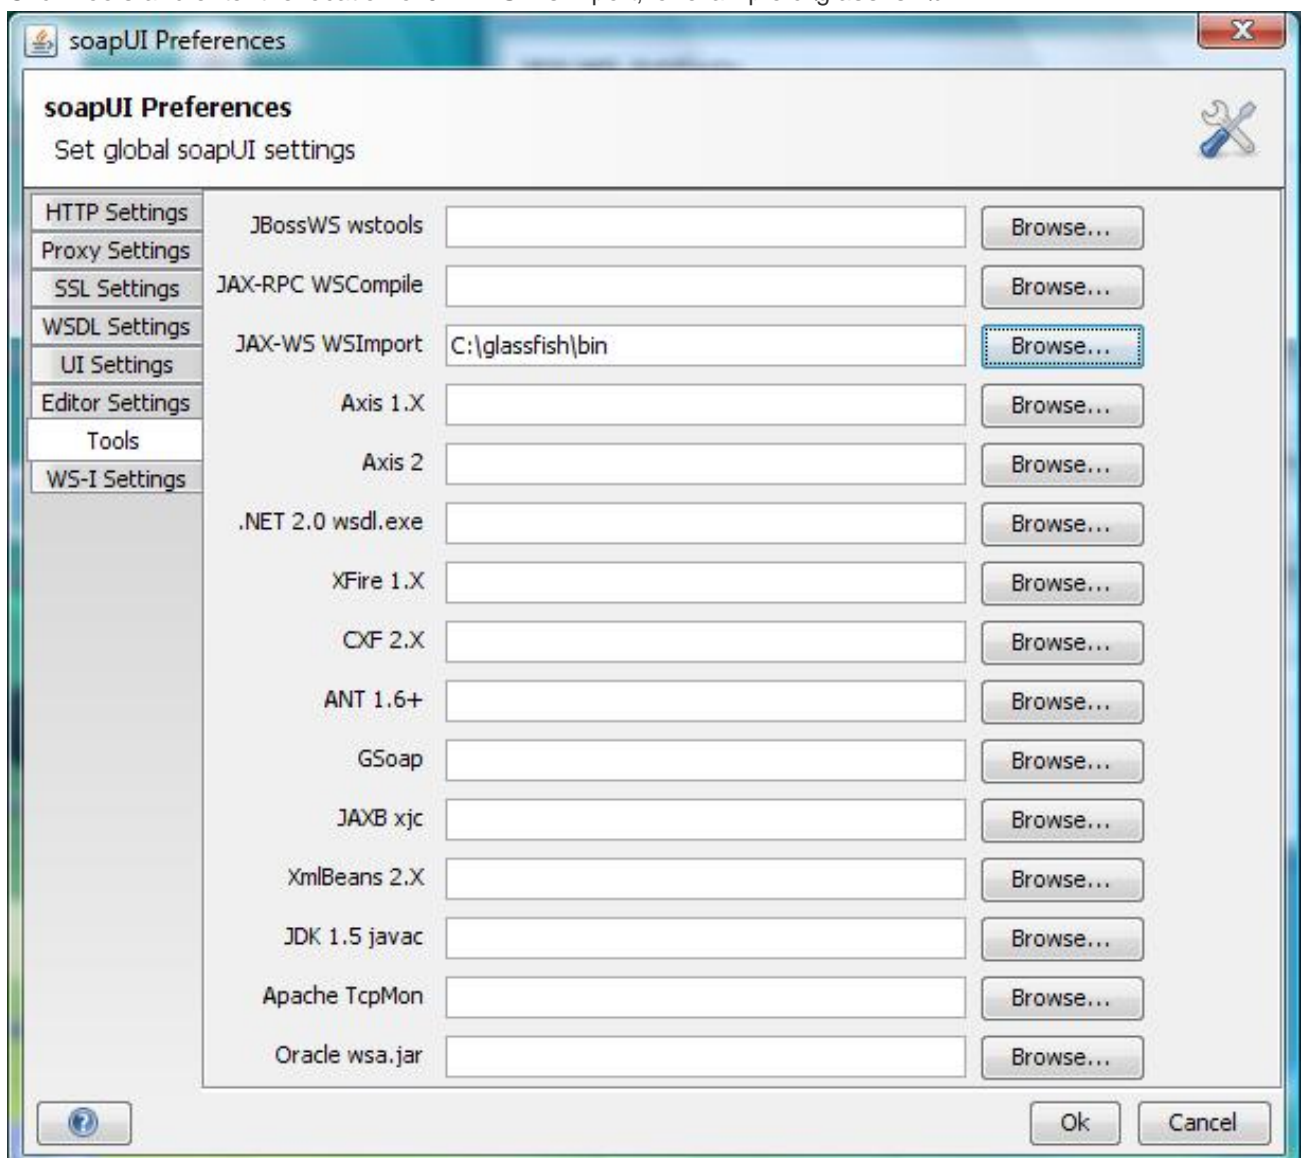 soapUI Preferences
soapUI Preferences
Set global soapUI settings
HTTP Settings
Proxy Settings
SSL Settings
WSDL Settings
UI Settings
Editor Settings
Tools
WS-I Settings
JBossWS wstools Browse...
JAX-RPC WSCompile Browse...
JAX-WS WSImport C:\glassfish\bin Browse...
Axis 1.X Browse...
Axis 2 Browse...
.NET 2.0 wsdl.exe Browse...
XFire 1.X Browse...
CXF 2.X Browse...
ANT 1.6+ Browse...
GSoap Browse...
JAXB xjc Browse...
XmlBeans 2.X Browse...
JDK 1.5 javac Browse...
Apache TcpMon Browse...
Oracle wsa.jar Browse...
Ok Cancel